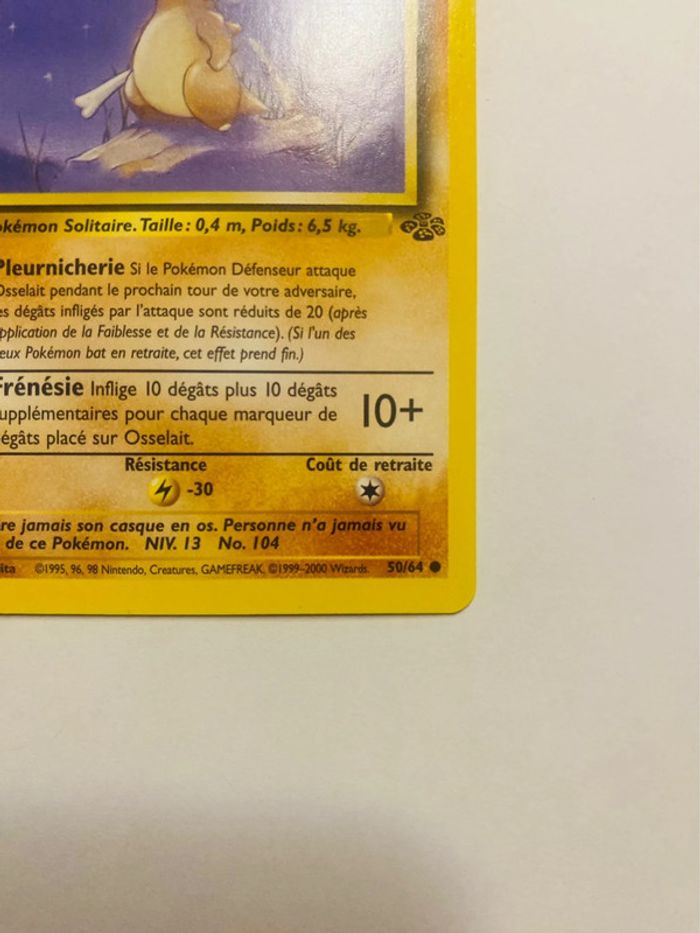 okémon Solitaire. Taille: 0,4 m, Poids: 6,5 kg.
Pleurnicherie Si le Pokémon Défenseur attaque
Osselait pendant le prochain tour de votre adversaire,
es dégâts infligés par l'attaque sont réduits de 20 (après
pplication de la Faiblesse et de la Résistance). (Si l'un des
eux Pokémon bat en retraite, cet effet prend fin.)
Frénésie Inflige 10 dégâts plus 10 dégâts
upplémentaires pour chaque marqueur de
égâts placé sur Osselait.
10+
Résistance Coût de retraite
-30
re jamais son casque en os. Personne n'a jamais vu
de ce Pokémon. NIV. 13 No. 104
ita ©1995, 96, 98 Nintendo, Creatures, GAMEFREAK. ©1999-2000 Wizards. 50/64